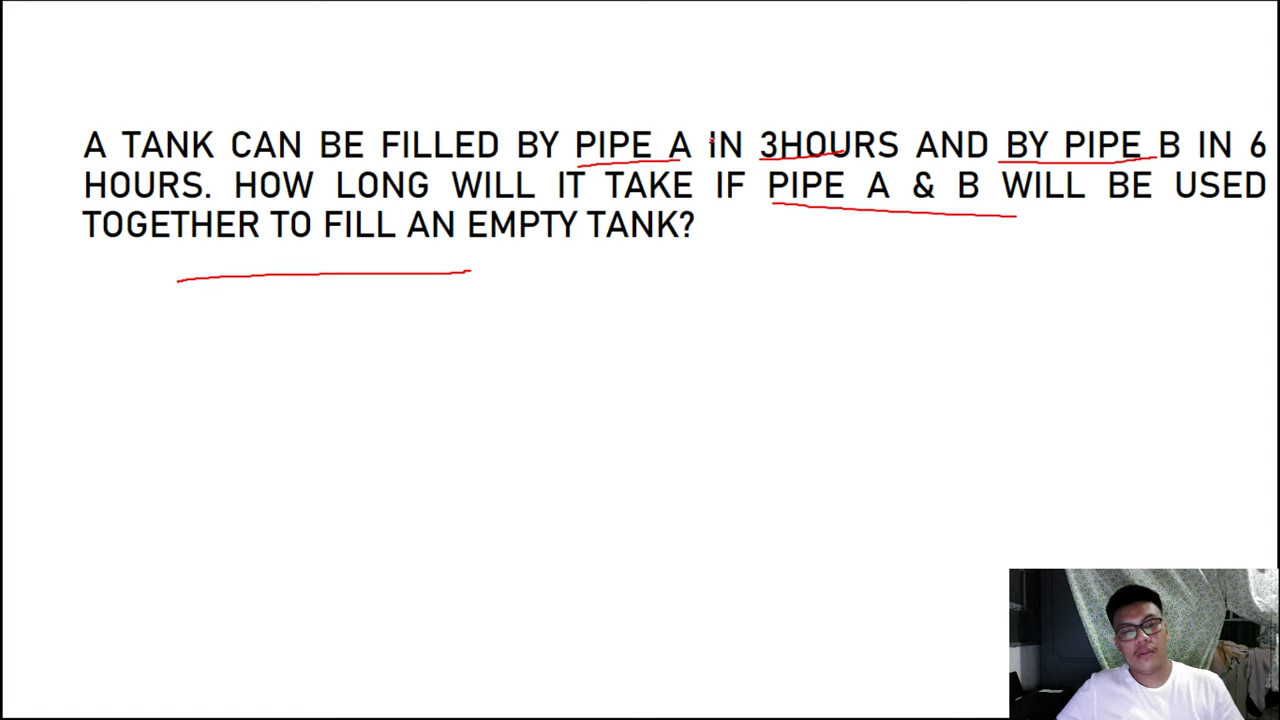 A TANK CAN BE FILLED BY PIPE A IN 3HOURS AND BY PIPE B IN 6
HOURS. HOW LONG WILL IT TAKE IF PIPE A & B WILL BE USED
TOGETHER TO FILL AN EMPTY TANK?